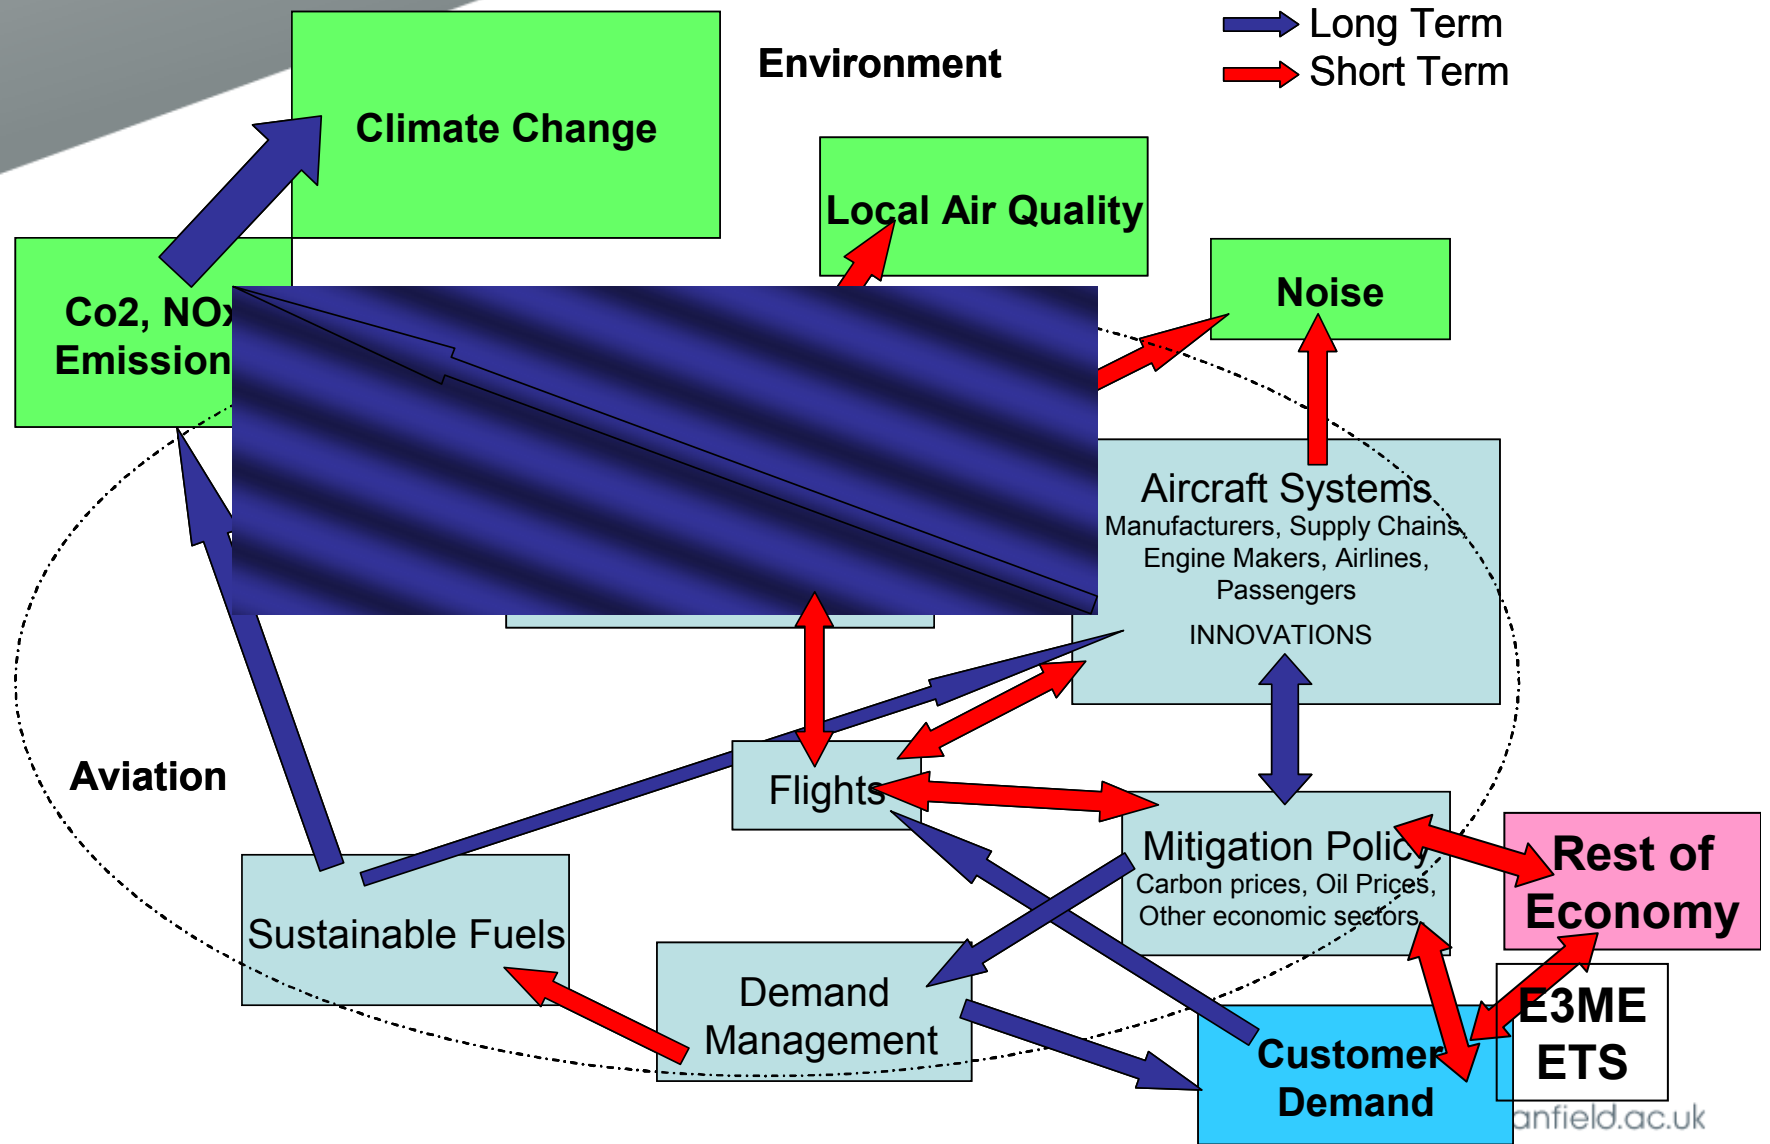 Long Term
Short Term
Environment
Climate Change
Local Air Quality
Noise
Co2, NOx
Emission
Aircraft Systems
Manufacturers, Supply Chains
Engine Makers, Airlines,
Passengers
INNOVATIONS
Aviation
Flights
Mitigation Policy
Carbon prices, Oil Prices,
Other economic sectors
Rest of
Economy
Sustainable Fuels
Demand
Management
E3ME
ETS
Customer
Demand
anfield.ac.uk